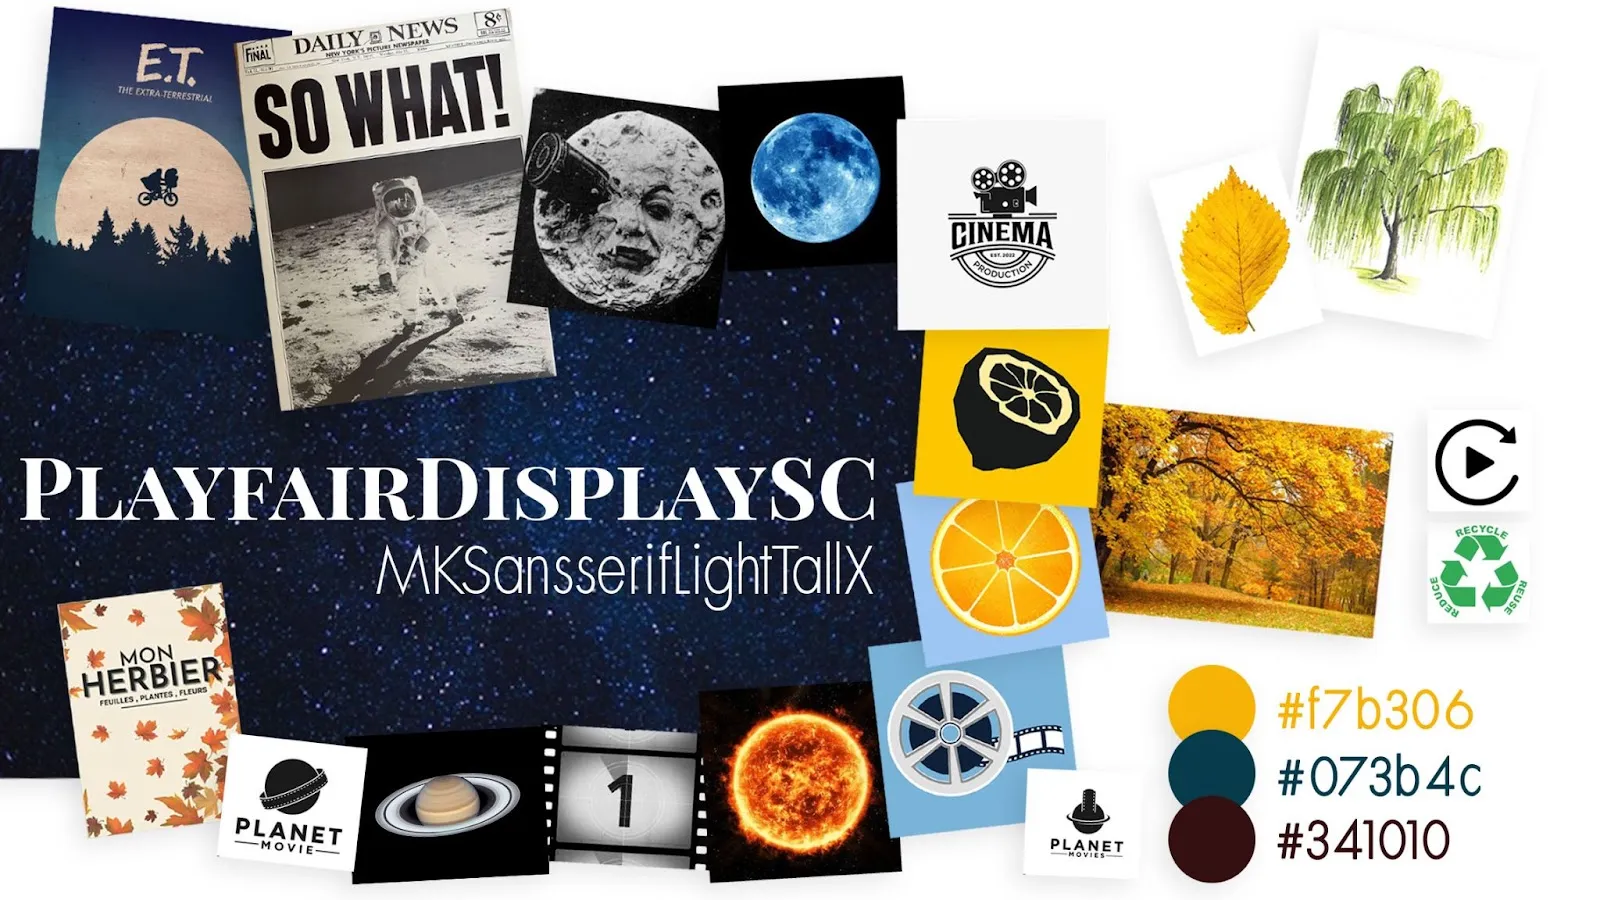 E.T.
THE EXTRA-TERRESTRIAL
FINAL
DAILY NEWS
8¢
NEW YORK'S PICTURE NEWSPAPER
SO WHAT!
CINEMA
EST. 2022
PRODUCTION
PLAYFAIRDISPLAYSC
MKSansserifLightTallX
MON
HERBIER
FEUILLES , PLANTES , FLEURS
PLANET
MOVIE
1
PLANET
MOVIES
RECYCLE
REDUCE
REUSE
#f7b306
#073b4c
#341010